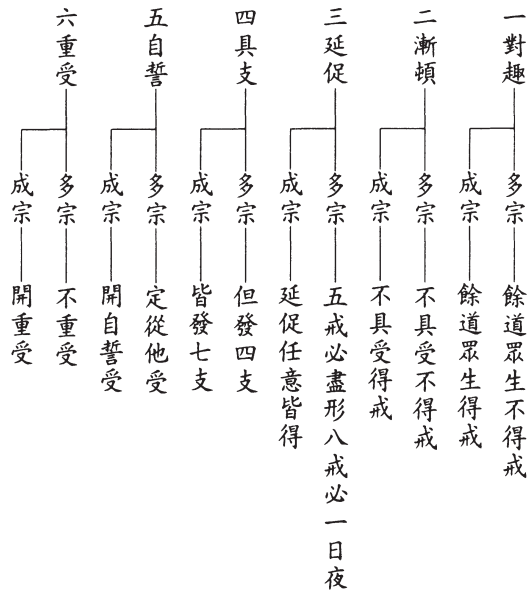 一對趣
多宗
餘道眾生不得戒
成宗
餘道眾生得戒
二漸頓
多宗
不具受不得戒
成宗
不具受得戒
三延促
多宗
五戒必盡形八戒必一日夜
成宗
延促任意皆得
四具支
多宗
但發四支
成宗
皆發七支
五自誓
多宗
定從他受
成宗
開自誓受
六重受
多宗
不重受
成宗
開重受